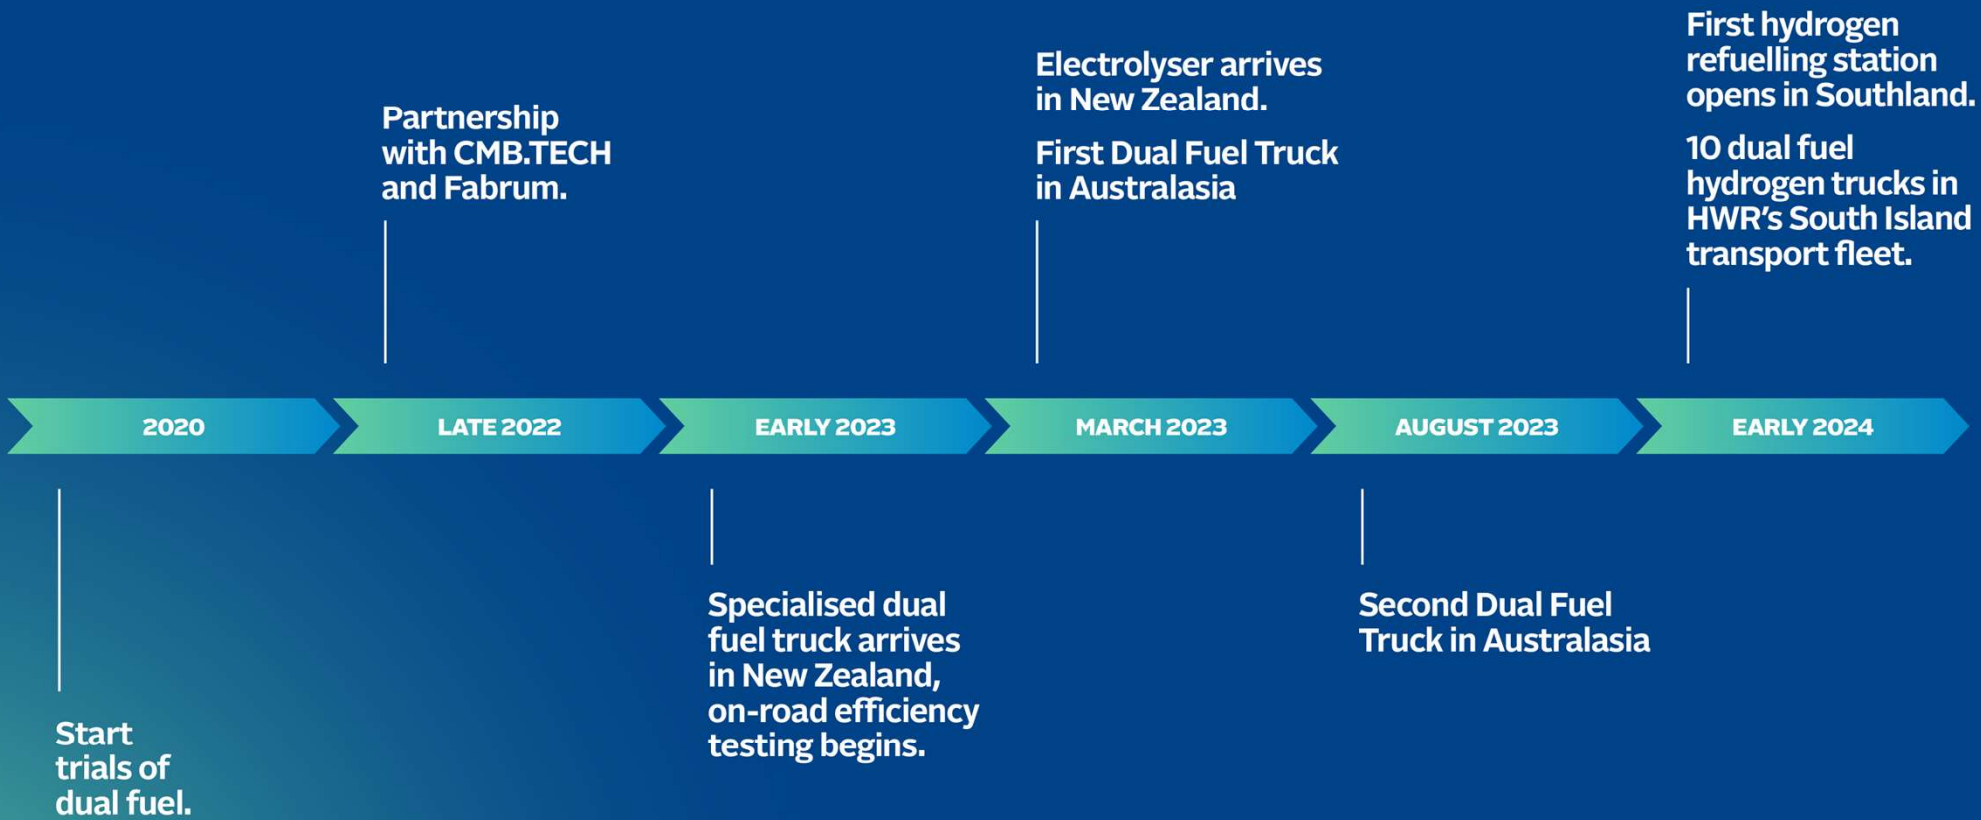 2020
Start
trials of
dual fuel.
LATE 2022
Partnership
with CMB.TECH
and Fabrum.
EARLY 2023
Specialised dual
fuel truck arrives
in New Zealand,
on-road efficiency
testing begins.
MARCH 2023
Electrolyser arrives
in New Zealand.
First Dual Fuel Truck
in Australasia
AUGUST 2023
Second Dual Fuel
Truck in Australasia
EARLY 2024
First hydrogen
refuelling station
opens in Southland.
10 dual fuel
hydrogen trucks in
HWR’s South Island
transport fleet.